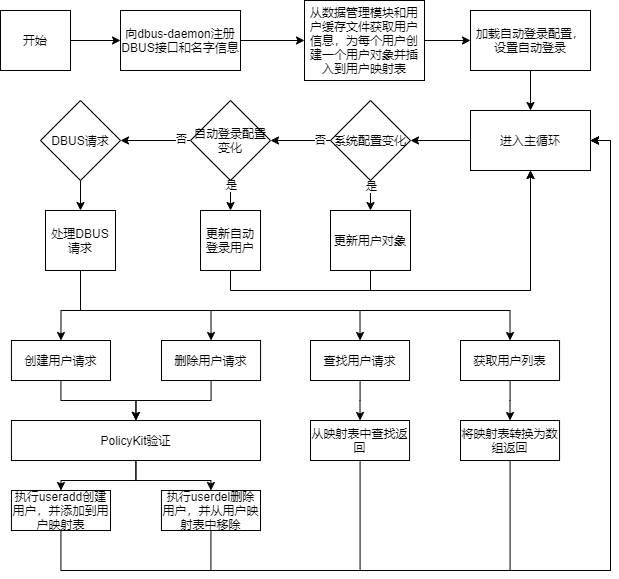 开始
向dbus-daemon注册
DBUS接口和名字信息
从数据管理模块和用
户缓存文件获取用户
信息，为每个用户创
建一个用户对象并插
入到用户映射表
加载自动登录配置，
设置自动登录
DBUS请求
否
自动登录配置
变化
否
系统配置变化
进入主循环
是
是
处理DBUS
请求
更新自动
登录用户
更新用户对象
创建用户请求
删除用户请求
查找用户请求
获取用户列表
PolicyKit验证
从映射表中查找返
回
将映射表转换为数
组返回
执行useradd创建
用户，并添加到用
户映射表
执行userdel删除
用户，并从用户映
射表中移除